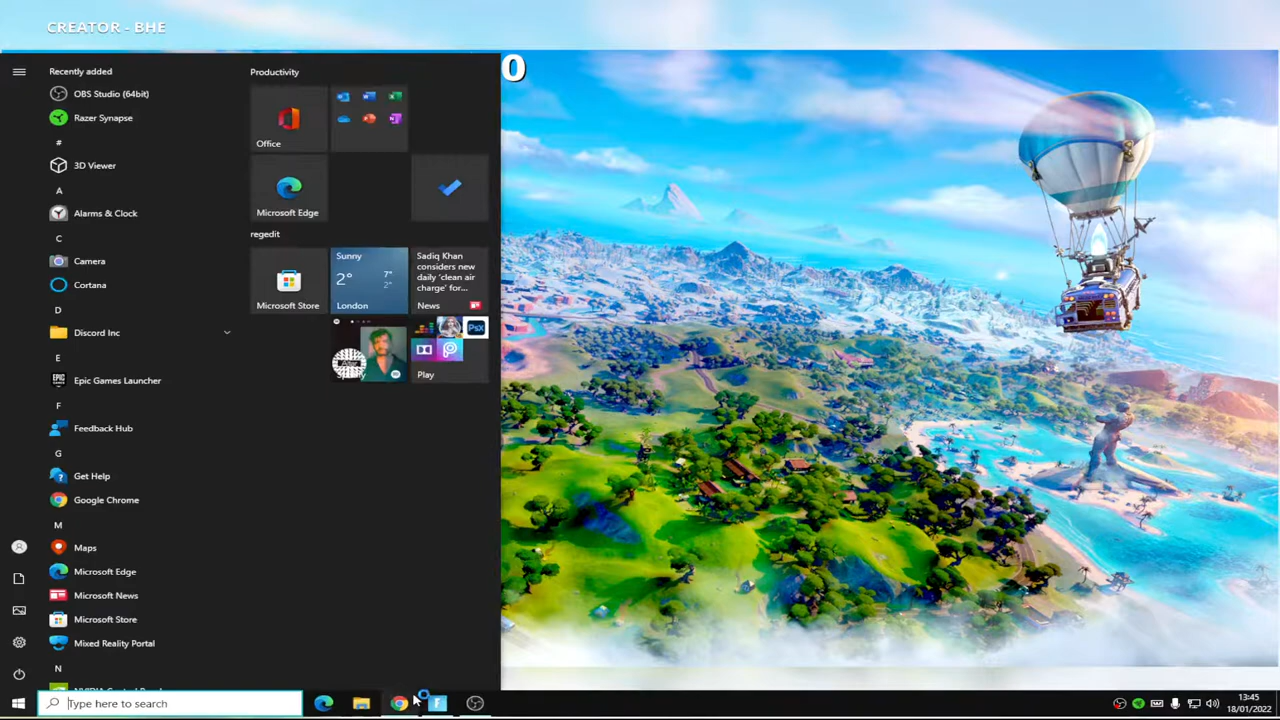 CREATOR - BHE
0
Recently added
OBS Studio (64bit)
Razer Synapse
#
3D Viewer
A
Alarms & Clock
C
Camera
Cortana
D
Discord Inc
E
Epic Games Launcher
F
Feedback Hub
G
Get Help
Google Chrome
M
Maps
Microsoft Edge
Microsoft News
Microsoft Store
Mixed Reality Portal
N
Productivity
Office
Microsoft Edge
regedit
Microsoft Store
Sunny
2° 7°
2°
London
Sadiq Khan
considers new
daily 'clean air
charge' for...
News
PsX
Play
Type here to search
F
13:45
18/01/2022